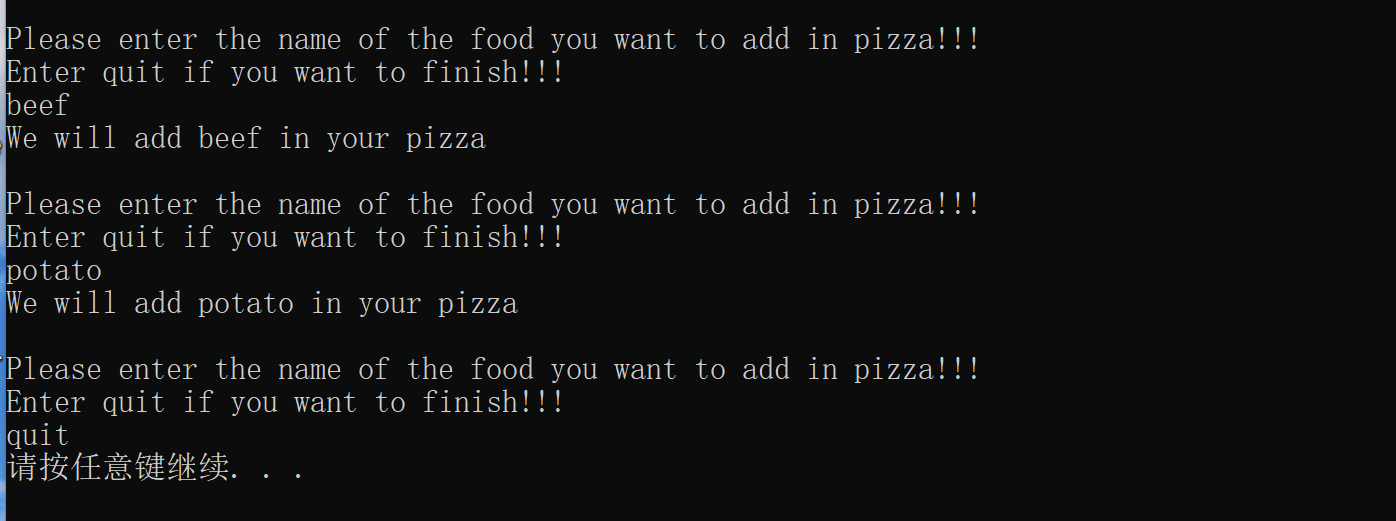 Please enter the name of the food you want to add in pizza!!!
Enter quit if you want to finish!!!
beef
We will add beef in your pizza
Please enter the name of the food you want to add in pizza!!!
Enter quit if you want to finish!!!
potato
We will add potato in your pizza
Please enter the name of the food you want to add in pizza!!!
Enter quit if you want to finish!!!
quit
请按任意键继续. . .